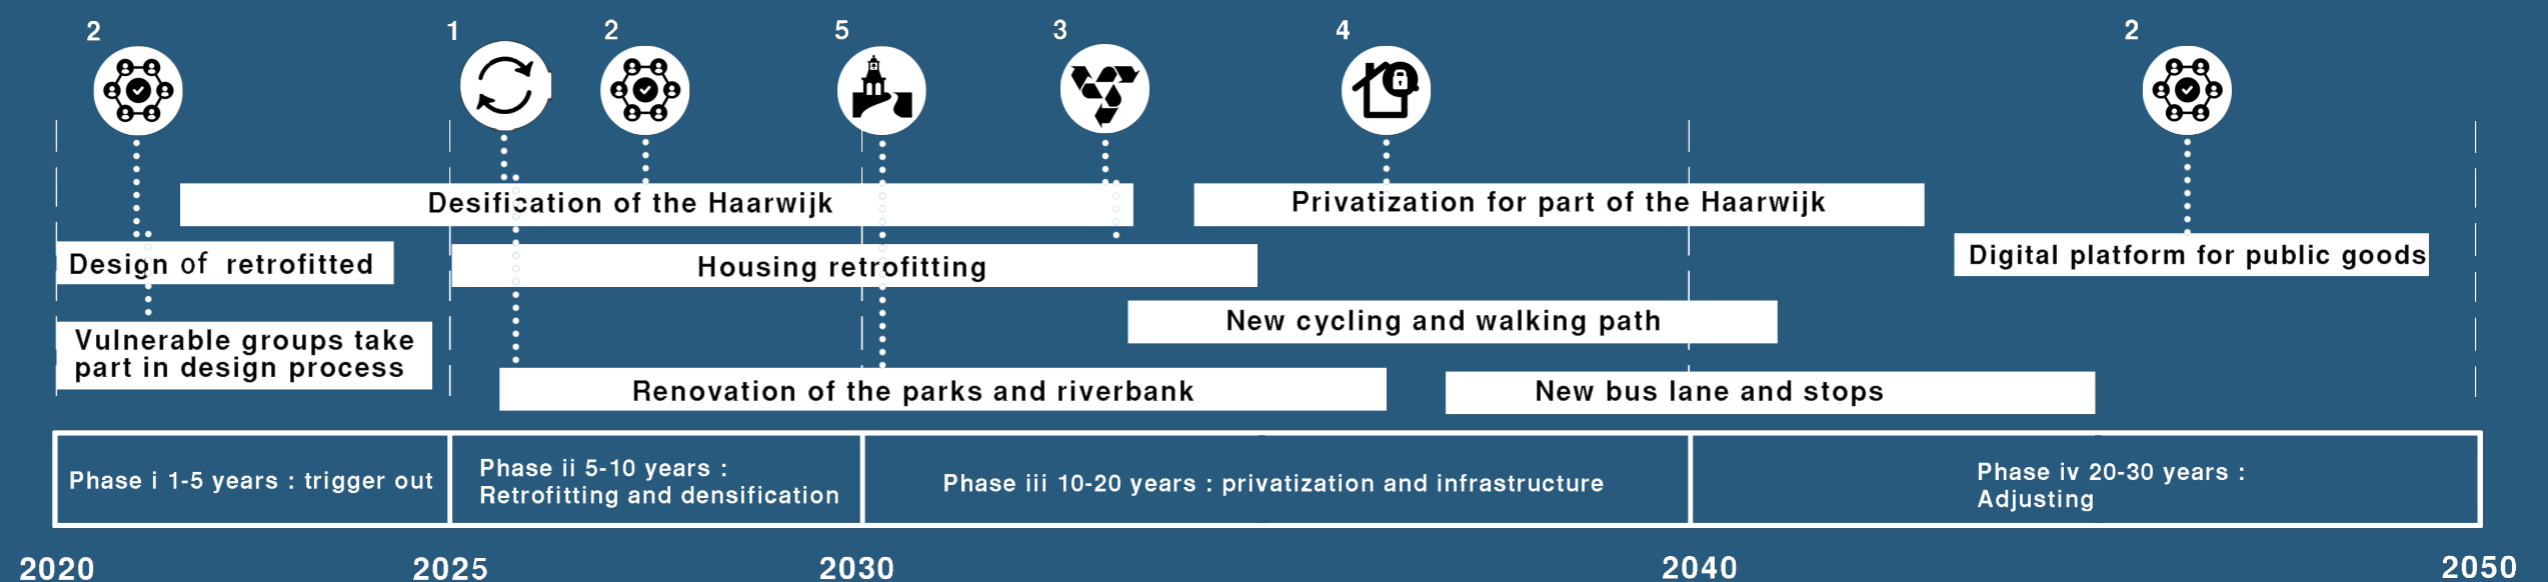 2
1
2
5
3
4
2
Desification of the Haarwijk
Privatization for part of the Haarwijk
Design of retrofitted
Housing retrofitting
Digital platform for public goods
Vulnerable groups take
part in design process
New cycling and walking path
Renovation of the parks and riverbank
New bus lane and stops
Phase i 1-5 years : trigger out
Phase ii 5-10 years :
Retrofitting and densification
Phase iii 10-20 years : privatization and infrastructure
Phase iv 20-30 years :
Adjusting
2020
2025
2030
2040
2050